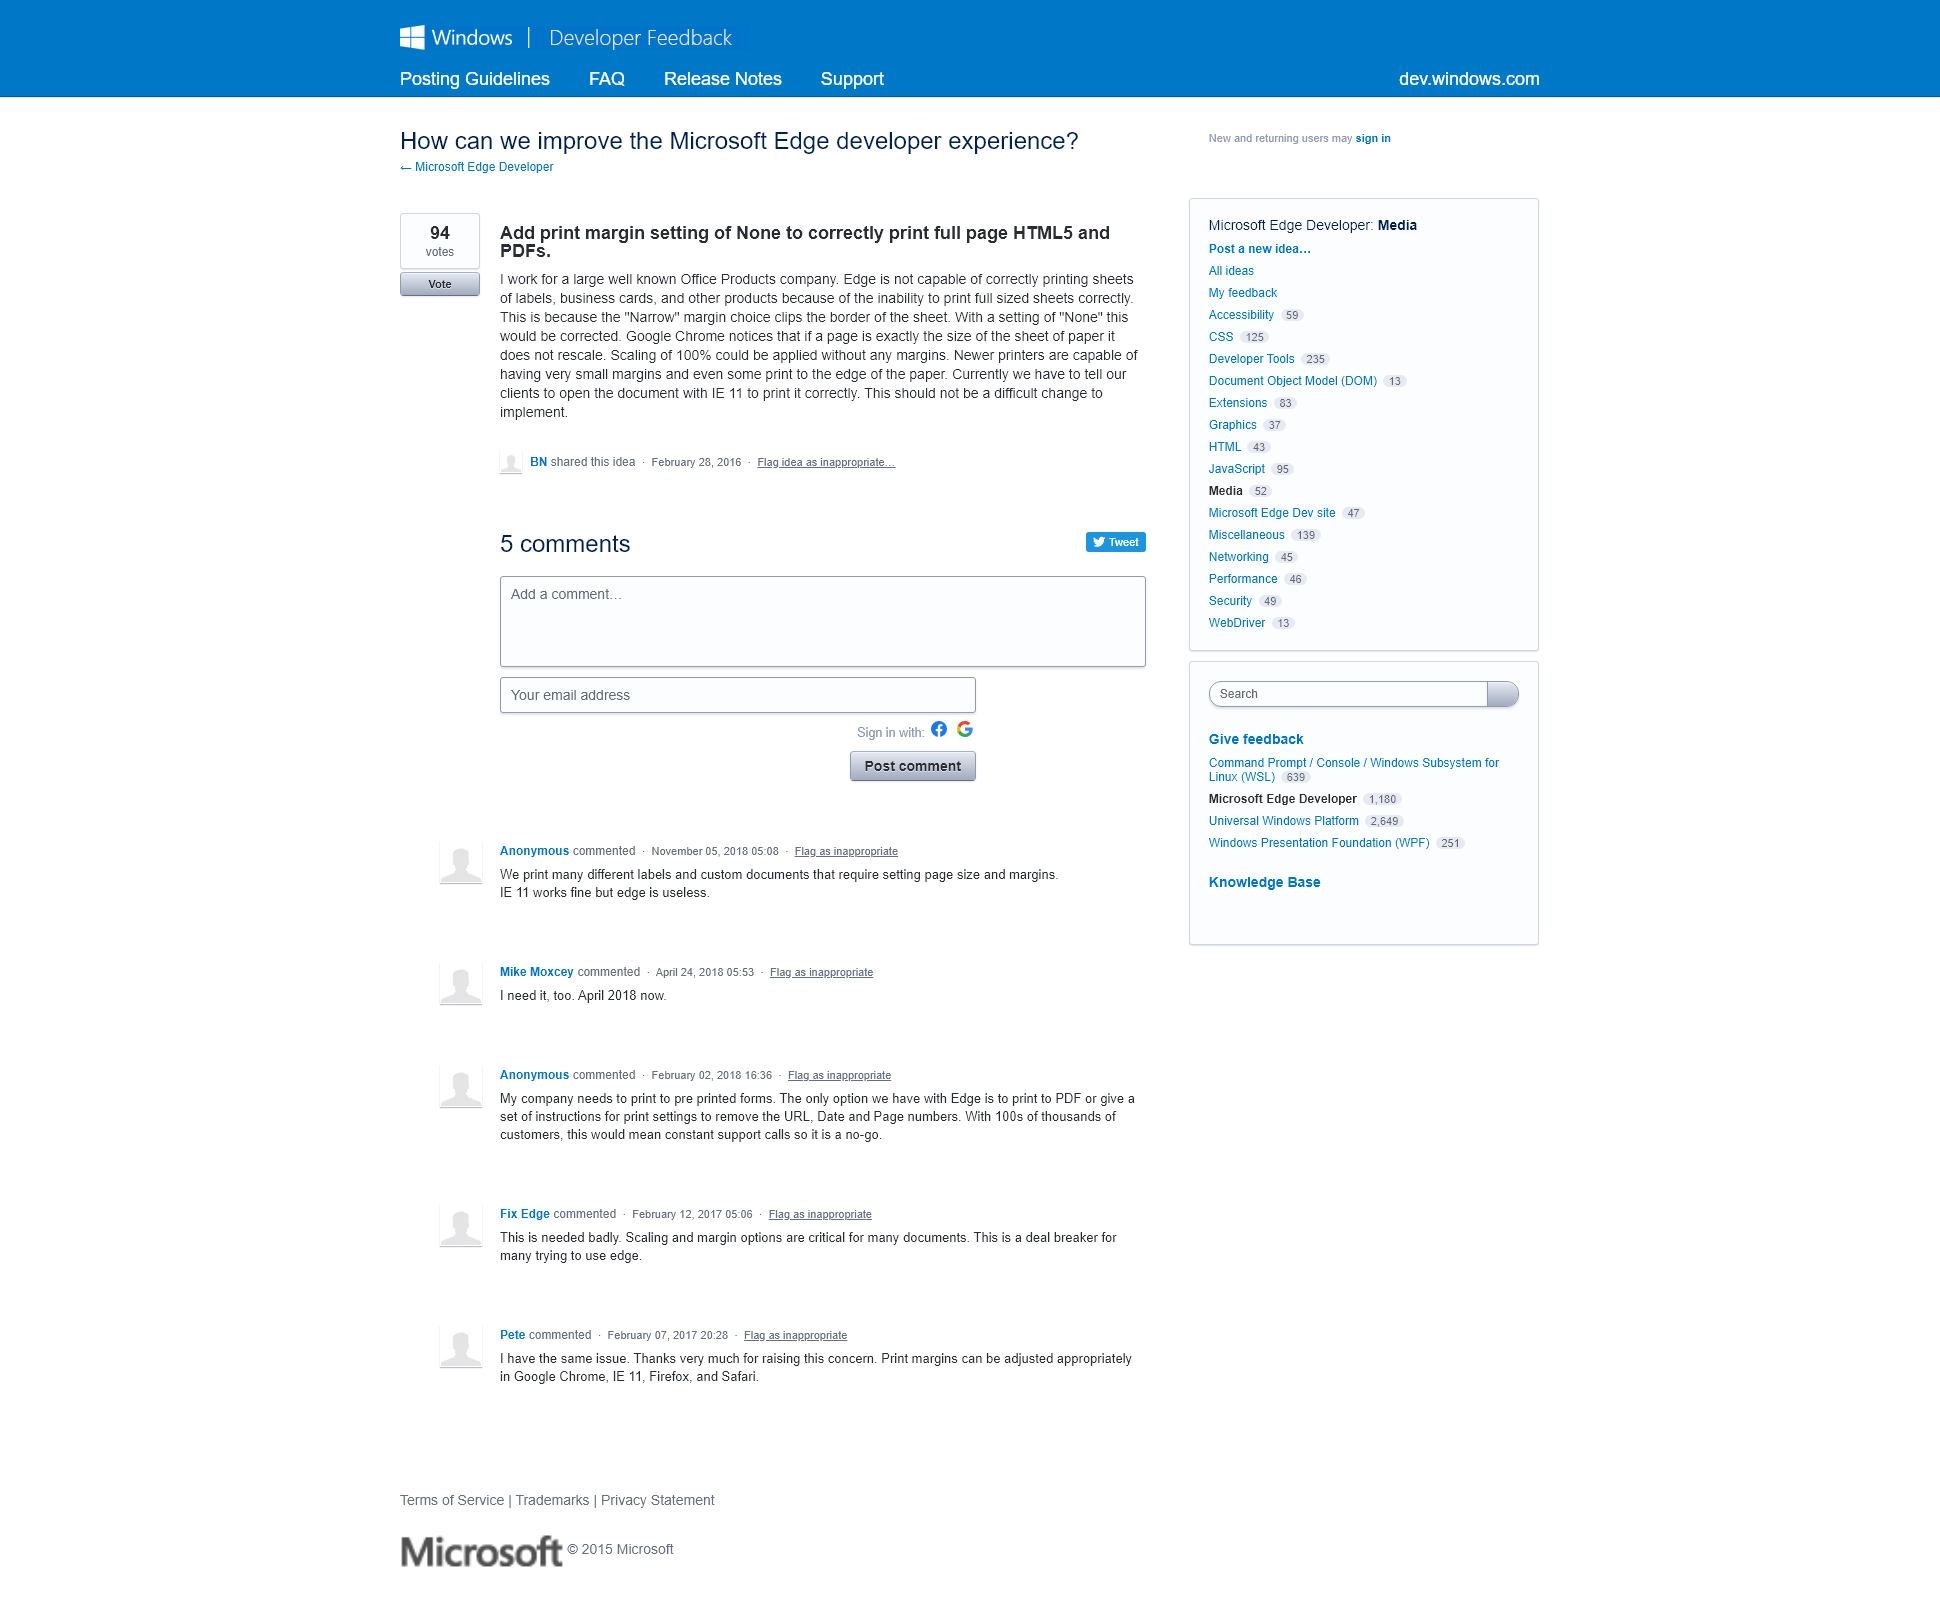 Windows | Developer Feedback
Posting Guidelines FAQ Release Notes Support dev.windows.com
How can we improve the Microsoft Edge developer experience?
← Microsoft Edge Developer
New and returning users may sign in
94
votes
Vote
Add print margin setting of None to correctly print full page HTML5 and
PDFs.
I work for a large well known Office Products company. Edge is not capable of correctly printing sheets
of labels, business cards, and other products because of the inability to print full sized sheets correctly.
This is because the "Narrow" margin choice clips the border of the sheet. With a setting of "None" this
would be corrected. Google Chrome notices that if a page is exactly the size of the sheet of paper it
does not rescale. Scaling of 100% could be applied without any margins. Newer printers are capable of
having very small margins and even some print to the edge of the paper. Currently we have to tell our
clients to open the document with IE 11 to print it correctly. This should not be a difficult change to
implement.
BN shared this idea · February 28, 2016 · Flag idea as inappropriate…
5 comments
Tweet
Add a comment…
Your email address
Sign in with:
Post comment
Anonymous commented · November 05, 2018 05:08 · Flag as inappropriate
We print many different labels and custom documents that require setting page size and margins.
IE 11 works fine but edge is useless.
Mike Moxcey commented · April 24, 2018 05:53 · Flag as inappropriate
I need it, too. April 2018 now.
Anonymous commented · February 02, 2018 16:36 · Flag as inappropriate
My company needs to print to pre printed forms. The only option we have with Edge is to print to PDF or give a
set of instructions for print settings to remove the URL, Date and Page numbers. With 100s of thousands of
customers, this would mean constant support calls so it is a no-go.
Fix Edge commented · February 12, 2017 05:06 · Flag as inappropriate
This is needed badly. Scaling and margin options are critical for many documents. This is a deal breaker for
many trying to use edge.
Pete commented · February 07, 2017 20:28 · Flag as inappropriate
I have the same issue. Thanks very much for raising this concern. Print margins can be adjusted appropriately
in Google Chrome, IE 11, Firefox, and Safari.
Microsoft Edge Developer: Media
Post a new idea…
All ideas
My feedback
Accessibility 59
CSS 125
Developer Tools 235
Document Object Model (DOM) 13
Extensions 83
Graphics 37
HTML 43
JavaScript 95
Media 52
Microsoft Edge Dev site 47
Miscellaneous 139
Networking 45
Performance 46
Security 49
WebDriver 13
Search
Give feedback
Command Prompt / Console / Windows Subsystem for
Linux (WSL) 639
Microsoft Edge Developer 1,180
Universal Windows Platform 2,649
Windows Presentation Foundation (WPF) 251
Knowledge Base
Terms of Service | Trademarks | Privacy Statement
Microsoft © 2015 Microsoft